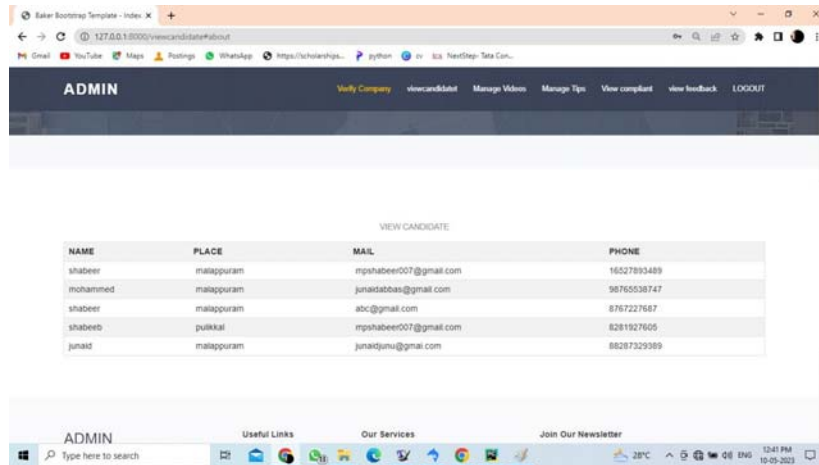 Baker Bootstrap Template - Index
127.0.0.1:8000/viewcandidate#about
Gmail YouTube Maps Postings WhatsApp https://scholarships... python cv NextStep- Tata Con...
ADMIN
Verify Company viewcandidatet Manage Videos Manage Tips View compliant view feedback LOGOUT
VIEW CANDIDATE
NAME PLACE MAIL PHONE
shabeer malappuram mpshabeer007@gmail.com 16527893489
mohammed malappuram junaidabbas@gmail.com 98765538747
shabeer malappuram abc@gmail.com 8767227687
shabeeb pulikkal mpshabeer007@gmail.com 8281927605
junaid malappuram junaidjunu@gmai.com 88287329389
ADMIN
Useful Links Our Services Join Our Newsletter
Type here to search
28°C ENG 12:41 PM
10-05-2023